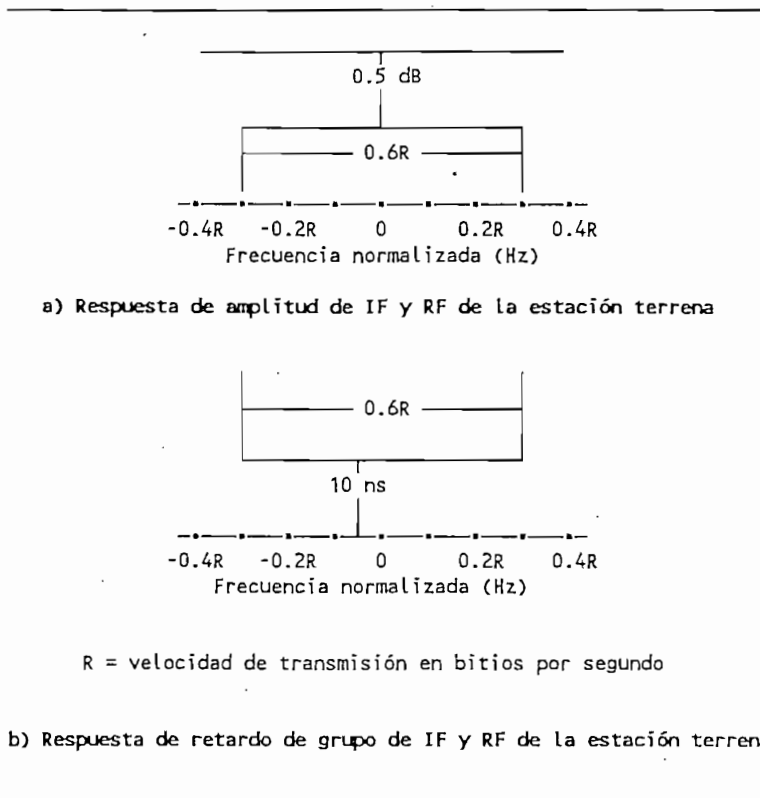 0.5 dB
0.6R
-0.4R -0.2R 0 0.2R 0.4R
Frecuencia normalizada (Hz)
a) Respuesta de amplitud de IF y RF de la estación terrena
0.6R
10 ns
-0.4R -0.2R 0 0.2R 0.4R
Frecuencia normalizada (Hz)
R = velocidad de transmisión en bitios por segundo
b) Respuesta de retardo de grupo de IF y RF de la estación terren